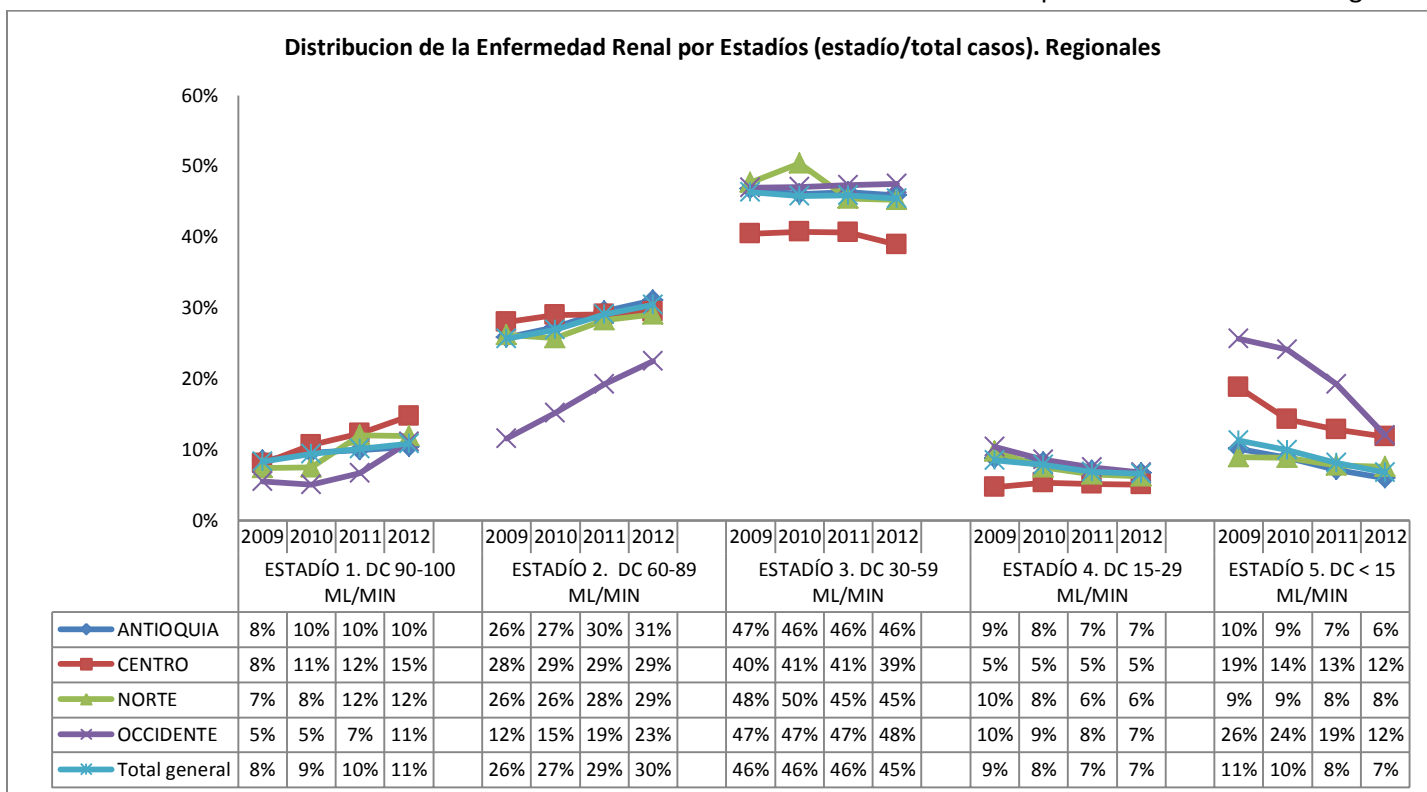 Distribucion de la Enfermedad Renal por Estadíos (estadío/total casos). Regionales
60%
50%
40%
30%
20%
10%
0%
2009 2010 2011 2012 2009 2010 2011 2012 2009 2010 2011 2012 2009 2010 2011 2012 2009 2010 2011 2012
ESTADÍO 1. DC 90-100 ML/MIN
ESTADÍO 2. DC 60-89 ML/MIN
ESTADÍO 3. DC 30-59 ML/MIN
ESTADÍO 4. DC 15-29 ML/MIN
ESTADÍO 5. DC < 15 ML/MIN
ANTIOQUIA 8% 10% 10% 10% 26% 27% 30% 31% 47% 46% 46% 46% 9% 8% 7% 7% 10% 9% 7% 6%
CENTRO 8% 11% 12% 15% 28% 29% 29% 29% 40% 41% 41% 39% 5% 5% 5% 5% 19% 14% 13% 12%
NORTE 7% 8% 12% 12% 26% 26% 28% 29% 48% 50% 45% 45% 10% 8% 6% 6% 9% 9% 8% 8%
OCCIDENTE 5% 5% 7% 11% 12% 15% 19% 23% 47% 47% 47% 48% 10% 9% 8% 7% 26% 24% 19% 12%
Total general 8% 9% 10% 11% 26% 27% 29% 30% 46% 46% 46% 45% 9% 8% 7% 7% 11% 10% 8% 7%